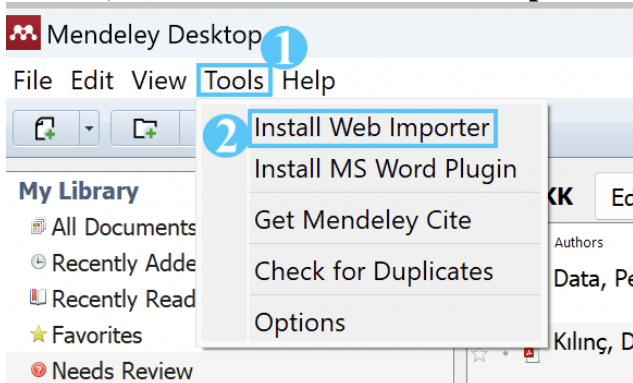 Mendeley Desktop
1
File Edit View Tools Help
2
Install Web Importer
Install MS Word Plugin
Get Mendeley Cite
Check for Duplicates
Options
My Library
All Documents
Recently Adde
Recently Read
Favorites
Needs Review
KK
Ed
Authors
Data, Pe
Kılınç, D